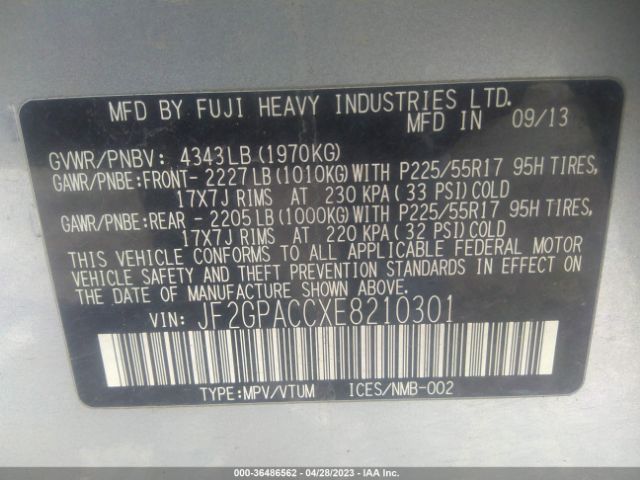 MFD BY FUJI HEAVY INDUSTRIES LTD.
MFD IN 09/13
GVWR/PNBV: 4343LB(1970KG)
GAWR/PNBE:FRONT-2227LB(1010KG)WITH P225/55R17 95H TIRES,
17X7J RIMS AT 230 KPA(33 PSI)COLD
GAWR/PNBE:REAR -2205LB(1000KG)WITH P225/55R17 95H TIRES,
17X7J RIMS AT 220 KPA(32 PSI)COLD
THIS VEHICLE CONFORMS TO ALL APPLICABLE FEDERAL MOTOR
VEHICLE SAFETY AND THEFT PREVENTION STANDARDS IN EFFECT ON
THE DATE OF MANUFACTURE SHOWN ABOVE.
VIN: JF2GPACCXE8210301
TYPE:MPV/VTUM ICES/NMB-002
000-36486562 / 04/28/2023 - IAA Inc.